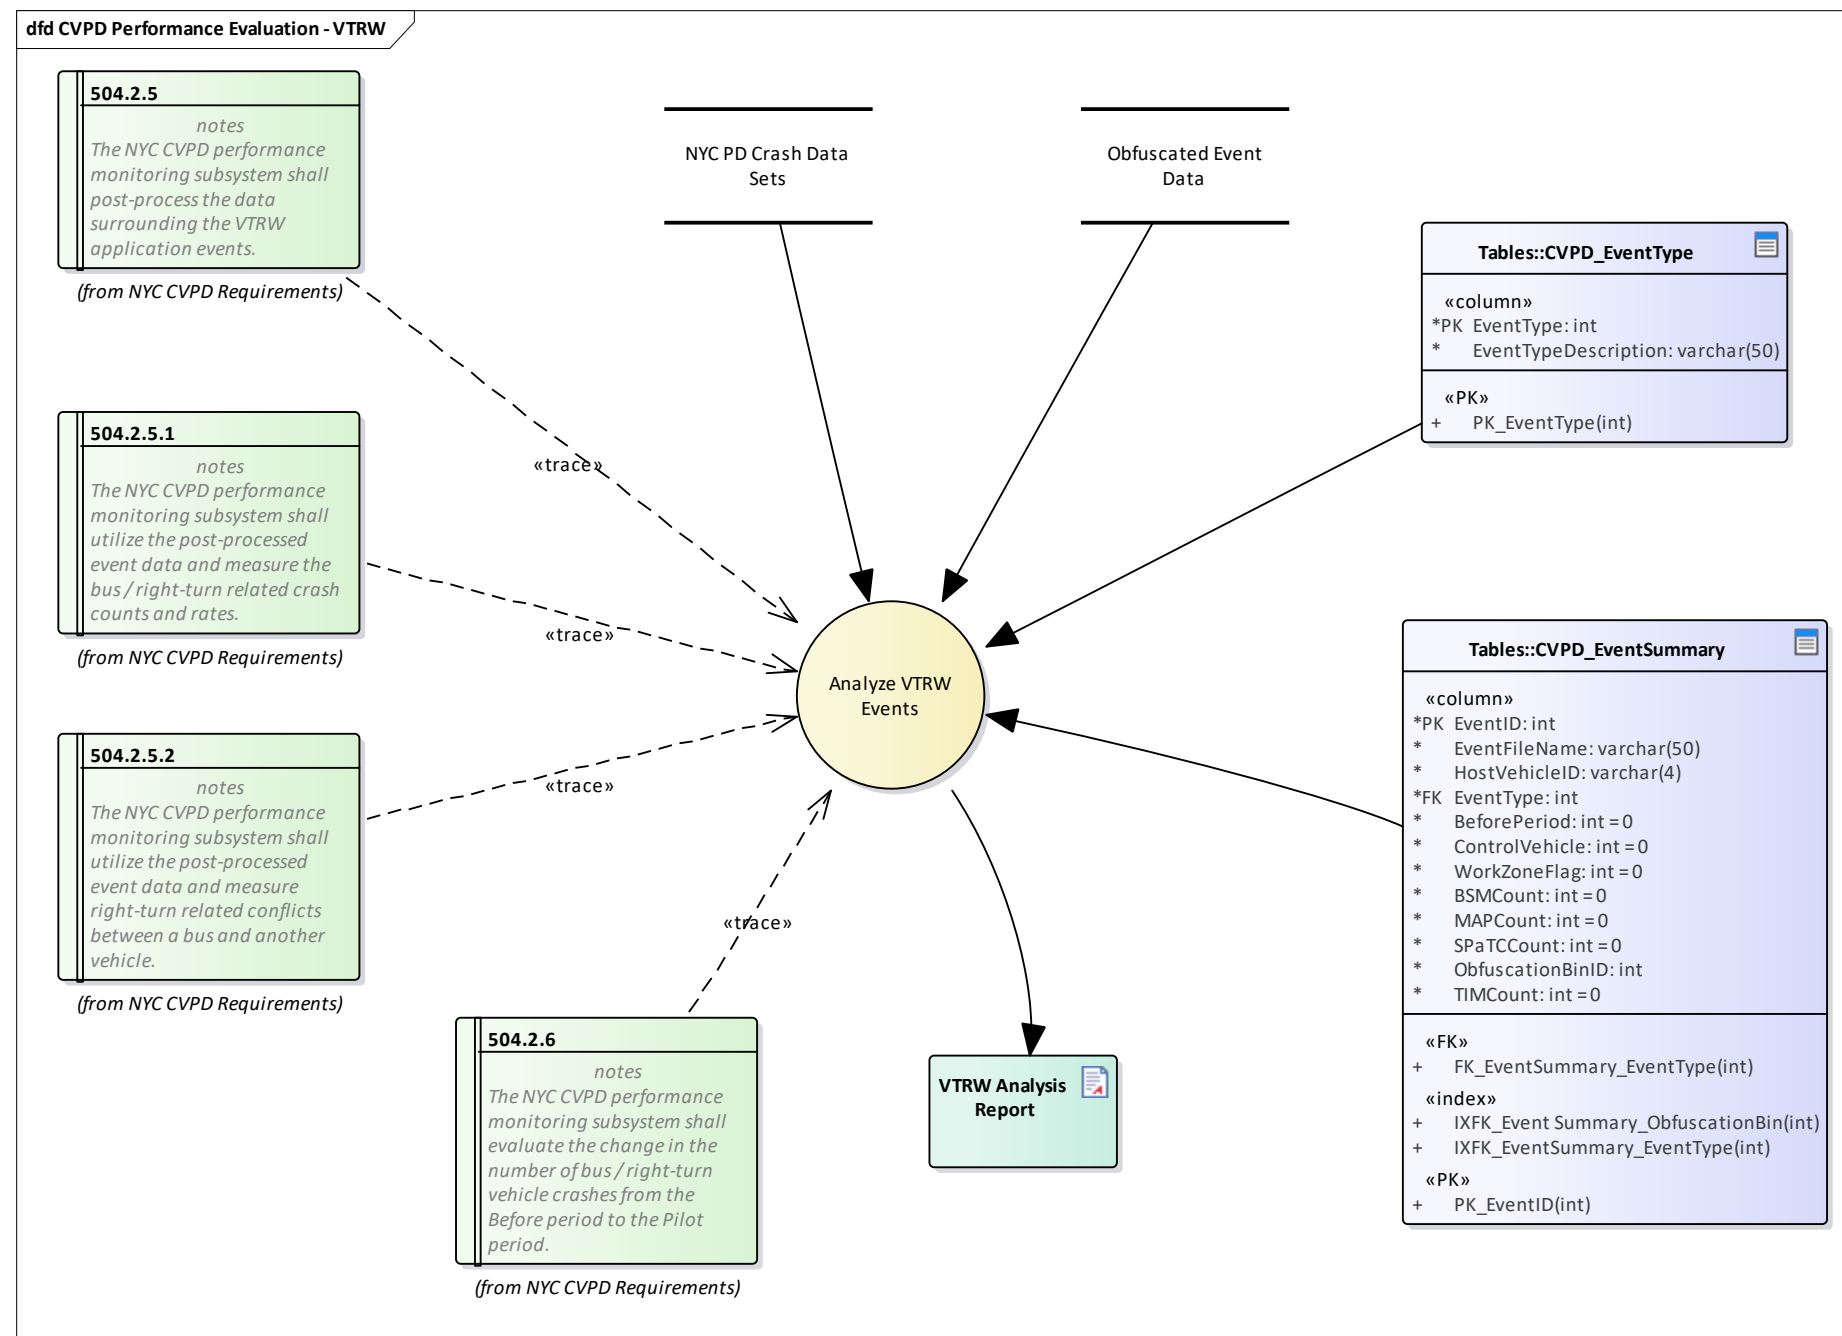 dfd CVPD Performance Evaluation - VTRW
504.2.5
notes
The NYC CVPD performance
monitoring subsystem shall
post-process the data
surrounding the VTRW
application events.
(from NYC CVPD Requirements)
NYC PD Crash Data
Sets
Obfuscated Event
Data
Tables::CVPD_EventType
«column»
*PK EventType: int
* EventTypeDescription: varchar(50)
«PK»
+ PK_EventType(int)
504.2.5.1
notes
The NYC CVPD performance
monitoring subsystem shall
utilize the post-processed
event data and measure the
bus / right-turn related crash
counts and rates.
(from NYC CVPD Requirements)
«trace»
«trace»
Analyze VTRW
Events
504.2.5.2
notes
The NYC CVPD performance
monitoring subsystem shall
utilize the post-processed
event data and measure
right-turn related conflicts
between a bus and another
vehicle.
(from NYC CVPD Requirements)
«trace»
«trace»
504.2.6
notes
The NYC CVPD performance
monitoring subsystem shall
evaluate the change in the
number of bus / right-turn
vehicle crashes from the
Before period to the Pilot
period.
(from NYC CVPD Requirements)
VTRW Analysis
Report
Tables::CVPD_EventSummary
«column»
*PK EventID: int
* EventFileName: varchar(50)
* HostVehicleID: varchar(4)
*FK EventType: int
* BeforePeriod: int = 0
* ControlVehicle: int = 0
* WorkZoneFlag: int = 0
* BSMCount: int = 0
* MAPCount: int = 0
* SPaTCCount: int = 0
* ObfuscationBinID: int
* TIMCount: int = 0
«FK»
+ FK_EventSummary_EventType(int)
«index»
+ IXFK_Event Summary_ObfuscationBin(int)
+ IXFK_EventSummary_EventType(int)
«PK»
+ PK_EventID(int)